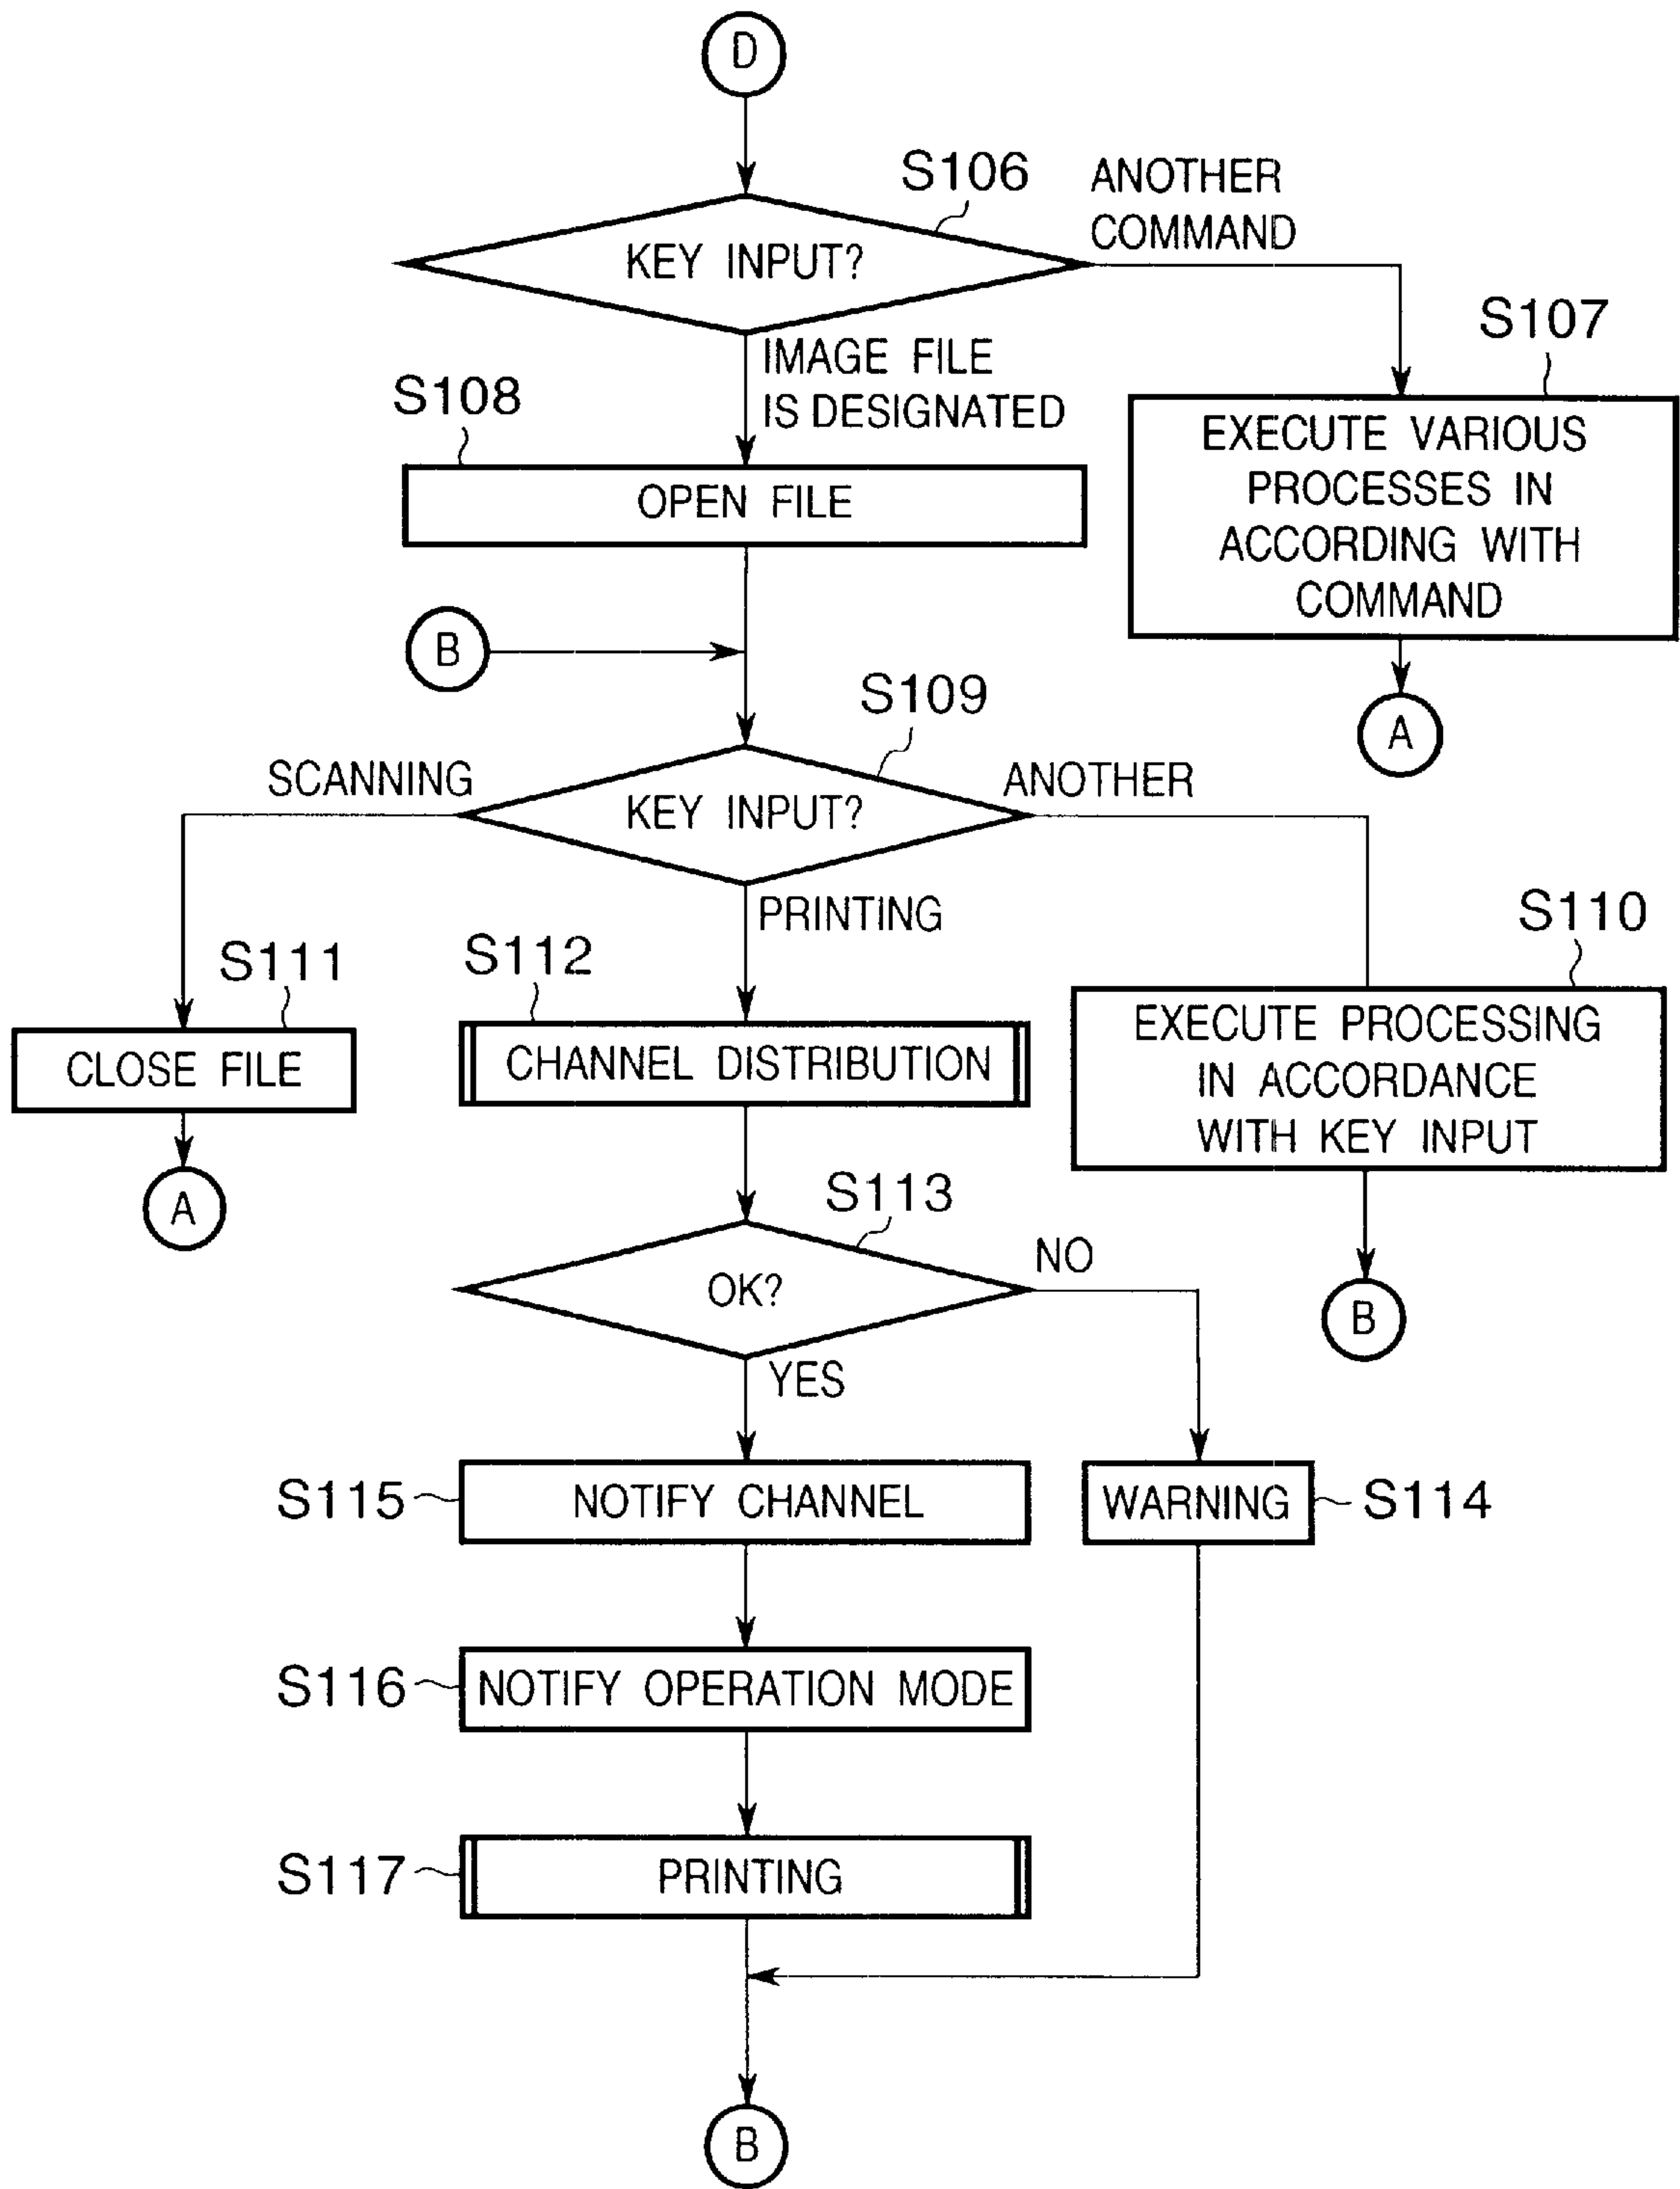 D
S106
ANOTHER
COMMAND
KEY INPUT?
S107
IMAGE FILE
IS DESIGNATED
S108
EXECUTE VARIOUS
PROCESSES IN
ACCORDING WITH
COMMAND
OPEN FILE
B
A
S109
SCANNING
ANOTHER
KEY INPUT?
PRINTING
S110
S111
S112
EXECUTE PROCESSING
IN ACCORDANCE
WITH KEY INPUT
CLOSE FILE
CHANNEL DISTRIBUTION
A
S113
NO
OK?
B
YES
S115
NOTIFY CHANNEL
WARNING
S114
S116
NOTIFY OPERATION MODE
S117
PRINTING
B